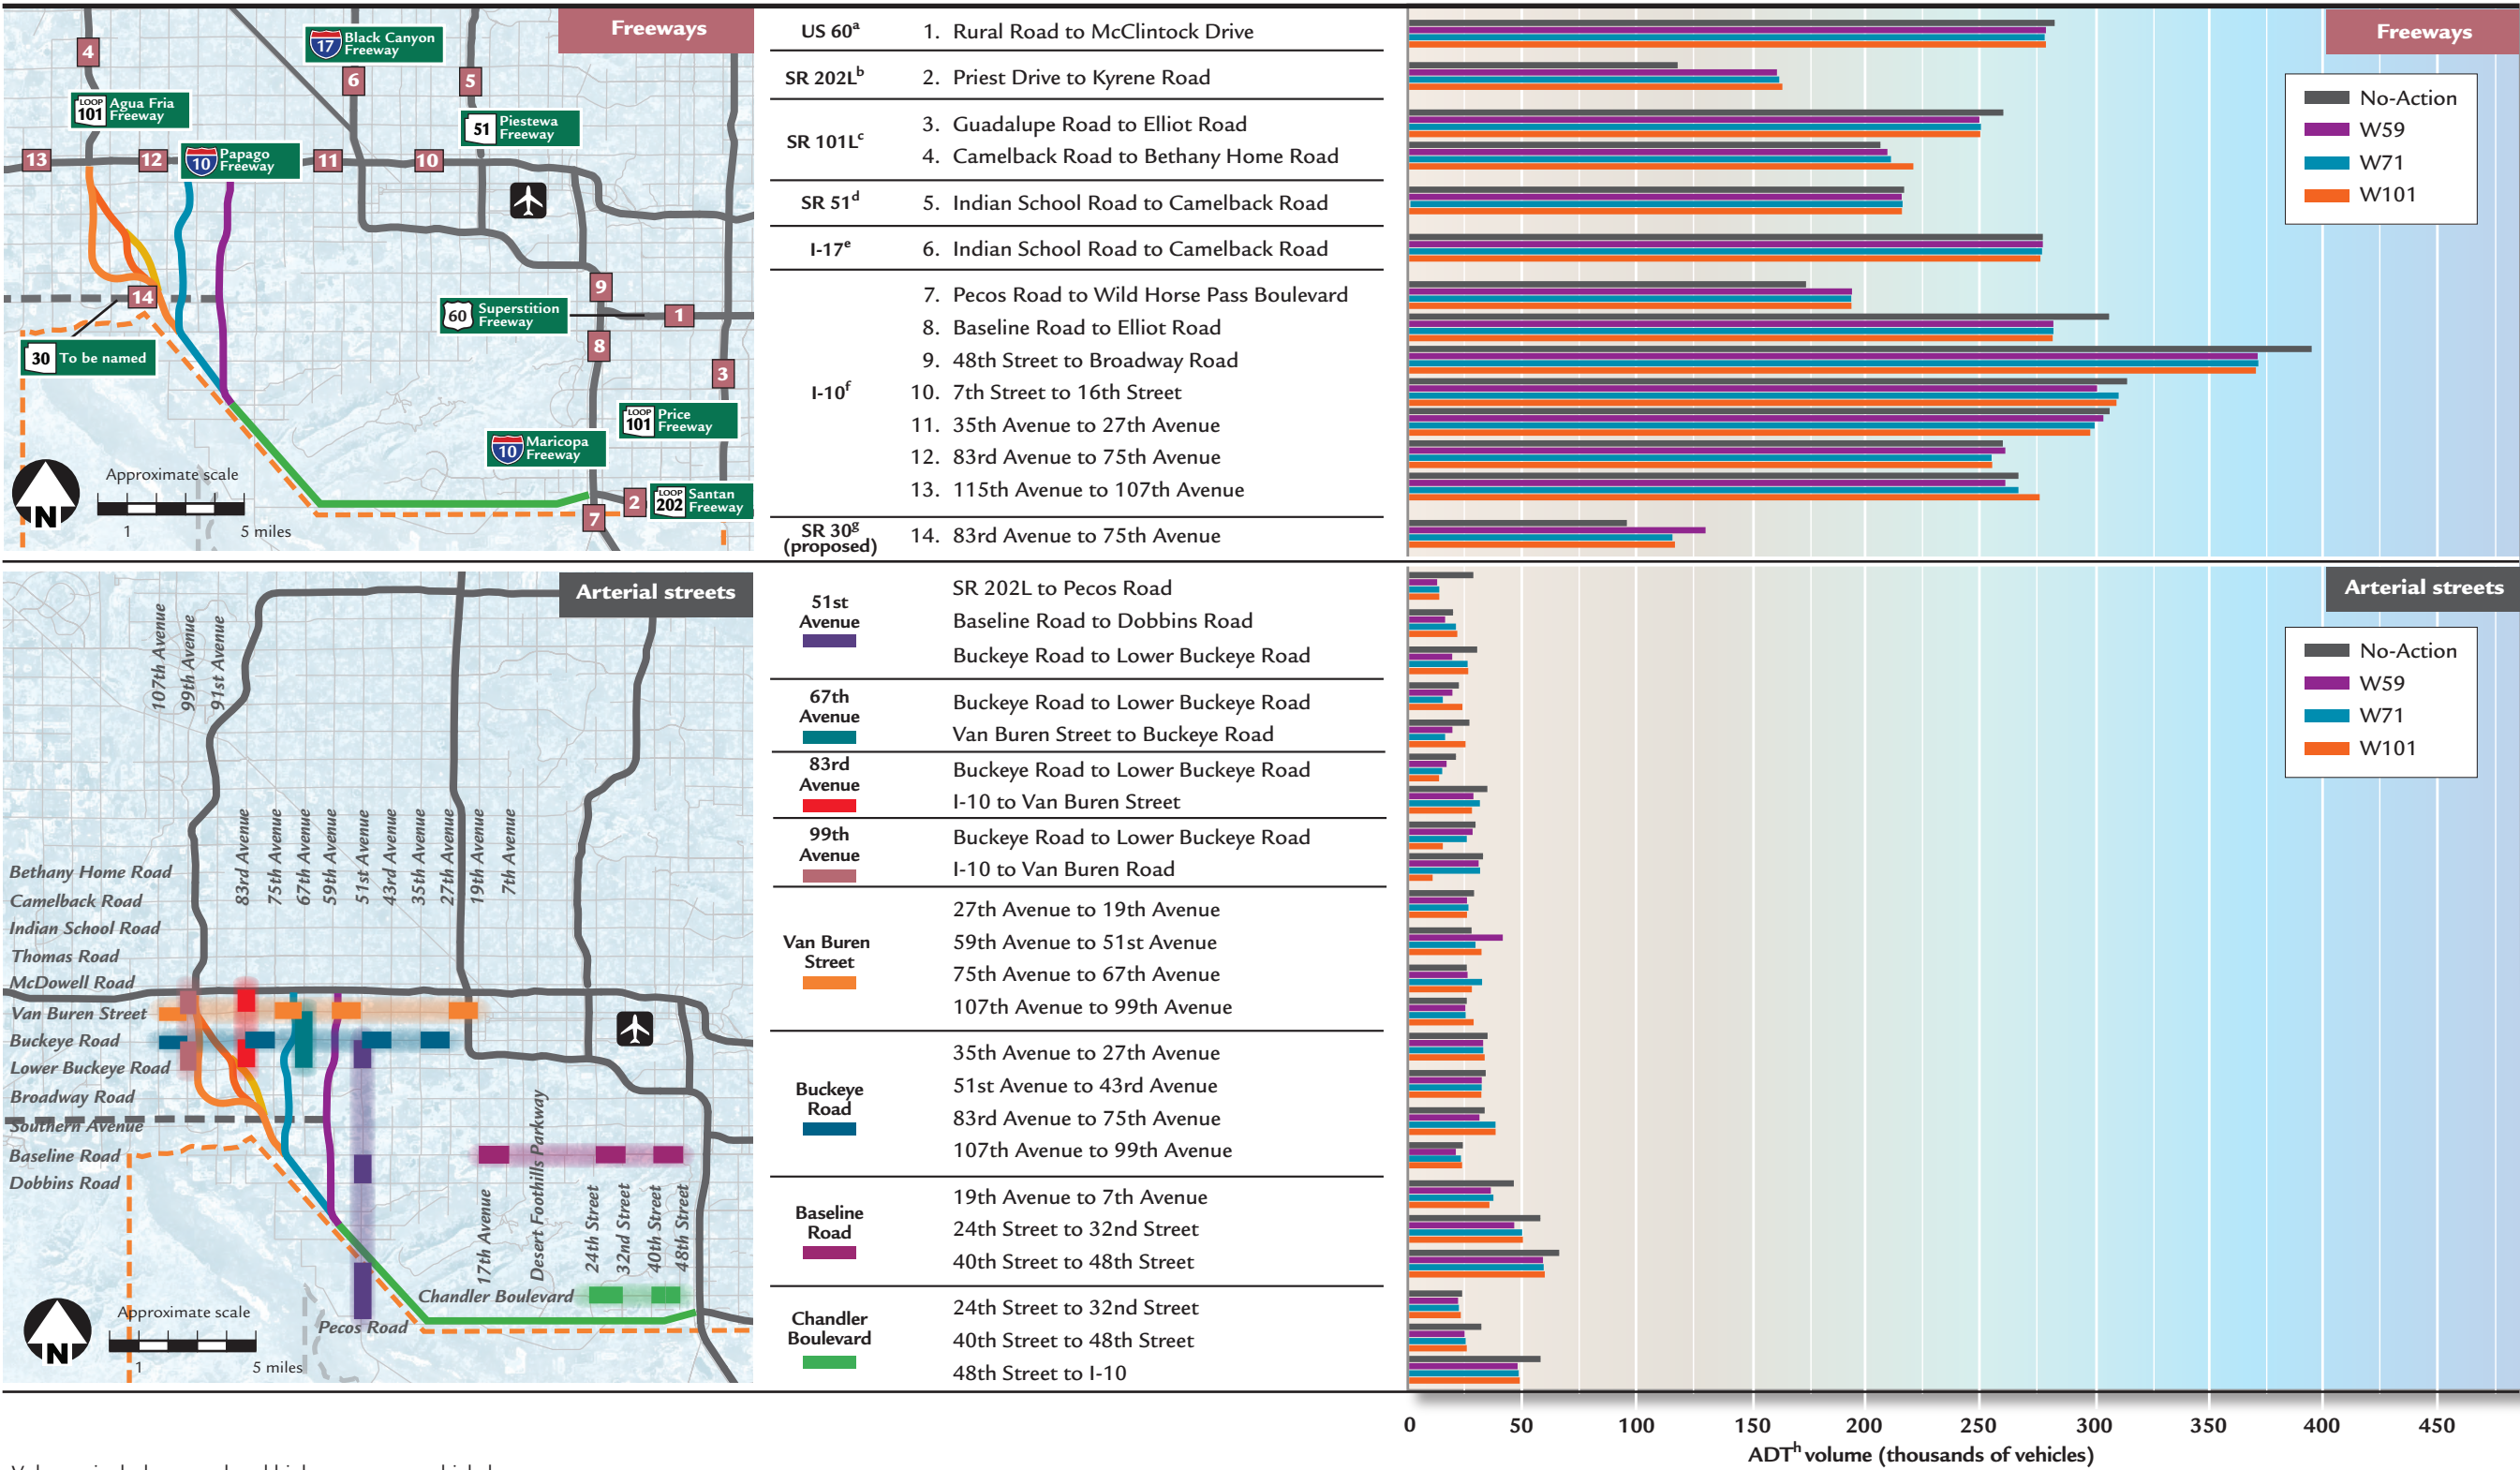 Freeways
4
17 Black Canyon Freeway
6
5
LOOP 101 Agua Fria Freeway
51 Piestewa Freeway
13
12
10 Papago Freeway
11
10
9
60 Superstition Freeway
1
14
8
30 To be named
3
LOOP 101 Price Freeway
10 Maricopa Freeway
2
LOOP 202 Santan Freeway
7
Approximate scale
N
1 5 miles
US 60a
1. Rural Road to McClintock Drive
SR 202Lb
2. Priest Drive to Kyrene Road
SR 101Lc
3. Guadalupe Road to Elliot Road
4. Camelback Road to Bethany Home Road
SR 51d
5. Indian School Road to Camelback Road
I-17e
6. Indian School Road to Camelback Road
I-10f
7. Pecos Road to Wild Horse Pass Boulevard
8. Baseline Road to Elliot Road
9. 48th Street to Broadway Road
10. 7th Street to 16th Street
11. 35th Avenue to 27th Avenue
12. 83rd Avenue to 75th Avenue
13. 115th Avenue to 107th Avenue
SR 30g
(proposed)
14. 83rd Avenue to 75th Avenue
Freeways
No-Action
W59
W71
W101
Arterial streets
107th Avenue
99th Avenue
91st Avenue
83rd Avenue
75th Avenue
67th Avenue
59th Avenue
51st Avenue
43rd Avenue
35th Avenue
27th Avenue
19th Avenue
7th Avenue
Bethany Home Road
Camelback Road
Indian School Road
Thomas Road
McDowell Road
Van Buren Street
Buckeye Road
Lower Buckeye Road
Broadway Road
Southern Avenue
Baseline Road
Dobbins Road
17th Avenue
Desert Foothills Parkway
24th Street
32nd Street
40th Street
48th Street
Chandler Boulevard
Pecos Road
Approximate scale
N
1 5 miles
51st
Avenue
SR 202L to Pecos Road
Baseline Road to Dobbins Road
Buckeye Road to Lower Buckeye Road
67th
Avenue
Buckeye Road to Lower Buckeye Road
Van Buren Street to Buckeye Road
83rd
Avenue
Buckeye Road to Lower Buckeye Road
I-10 to Van Buren Street
99th
Avenue
Buckeye Road to Lower Buckeye Road
I-10 to Van Buren Road
Van Buren
Street
27th Avenue to 19th Avenue
59th Avenue to 51st Avenue
75th Avenue to 67th Avenue
107th Avenue to 99th Avenue
Buckeye
Road
35th Avenue to 27th Avenue
51st Avenue to 43rd Avenue
83rd Avenue to 75th Avenue
107th Avenue to 99th Avenue
Baseline
Road
19th Avenue to 7th Avenue
24th Street to 32nd Street
40th Street to 48th Street
Chandler
Boulevard
24th Street to 32nd Street
40th Street to 48th Street
48th Street to I-10
Arterial streets
No-Action
W59
W71
W101
0 50 100 150 200 250 300 350 400 450
ADTh volume (thousands of vehicles)